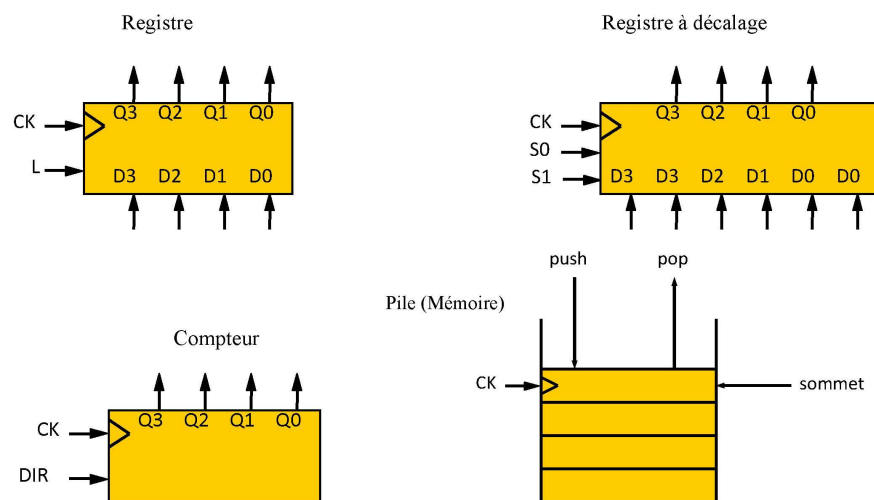 Registre
Q3 Q2 Q1 Q0
CK
L
D3 D2 D1 D0
Registre à décalage
Q3 Q2 Q1 Q0
CK
S0
S1
D3 D3 D2 D1 D0 D0
Compteur
Q3 Q2 Q1 Q0
CK
DIR
Pile (Mémoire)
push pop
CK
sommet